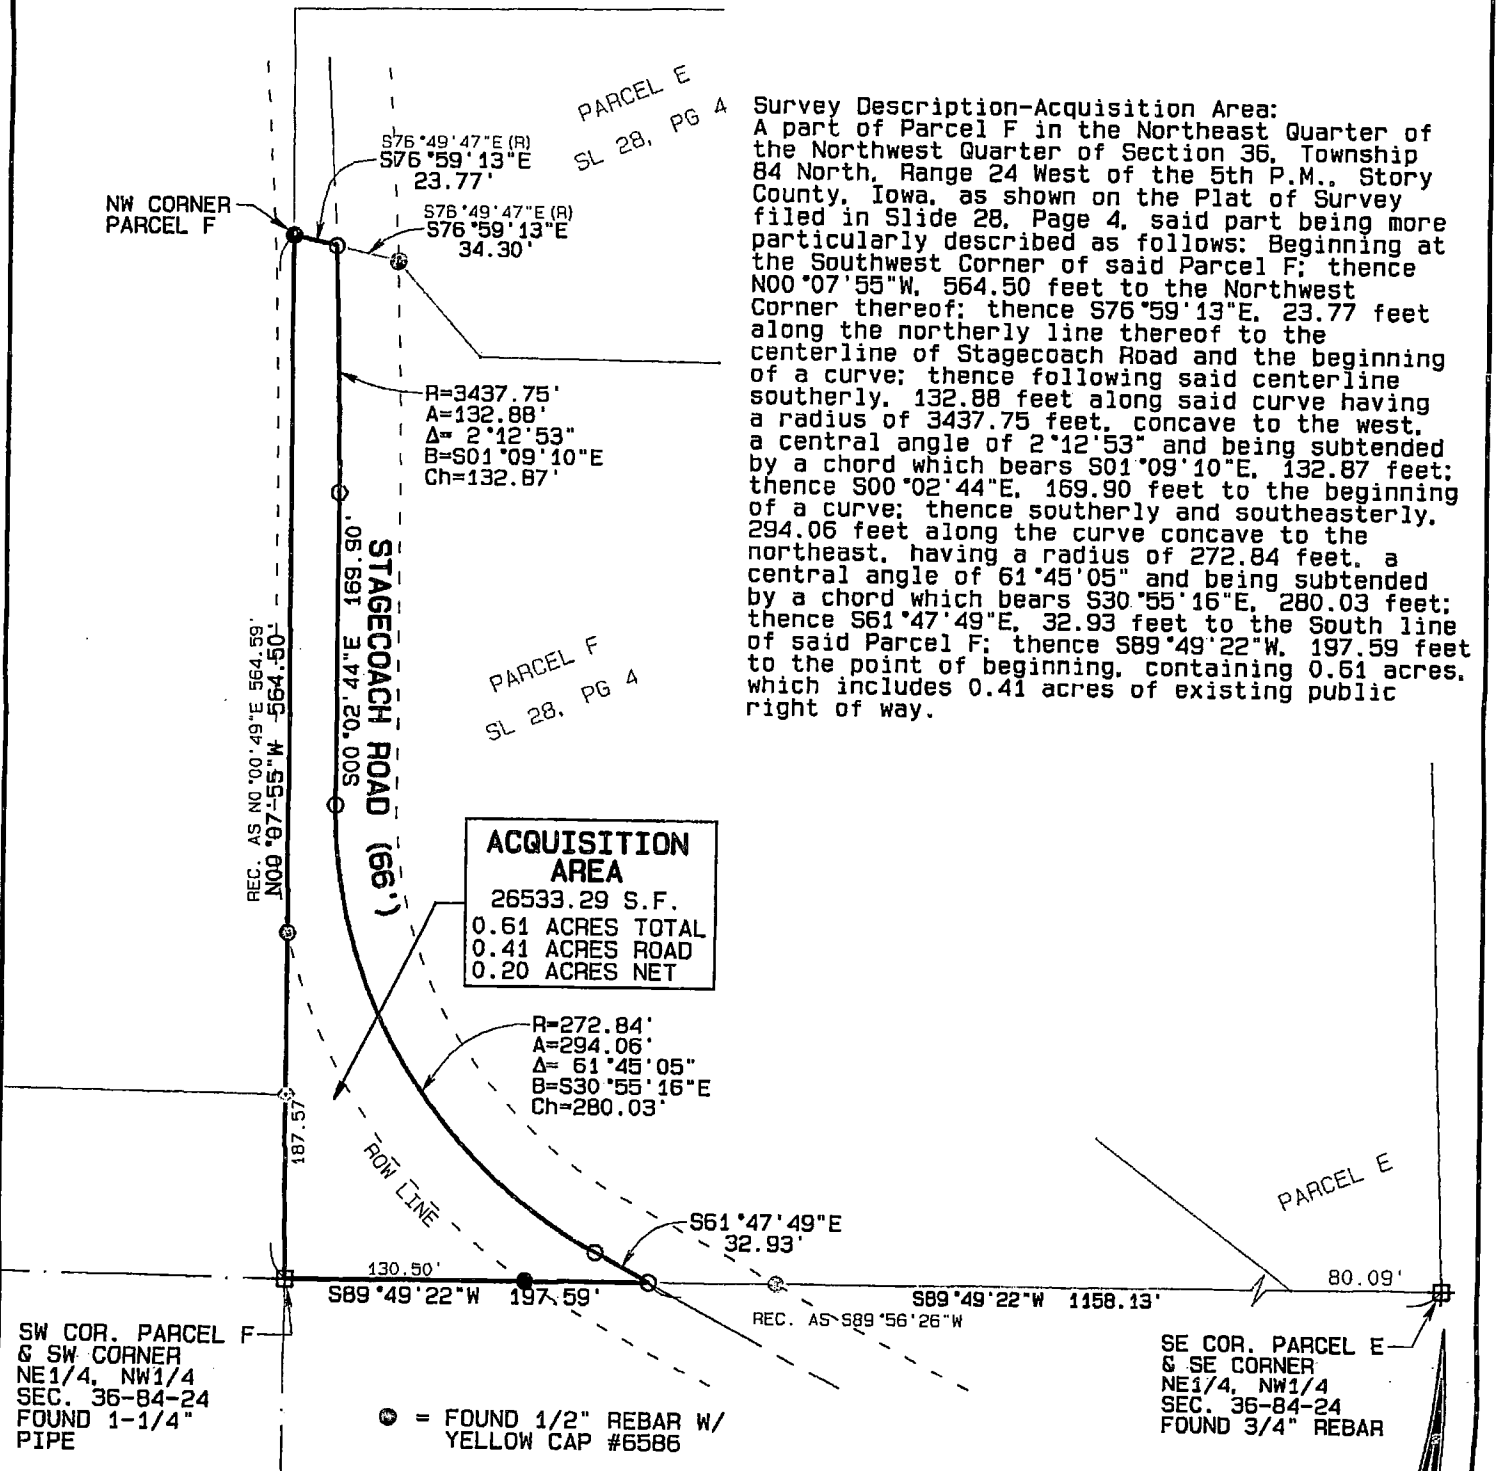 PARCEL E
SL 28, PG 4
S76°49'47"E (R)
S76°59'13"E
23.77'
NW CORNER
PARCEL F
S76°49'47"E (R)
S76°59'13"E
34.30'
Survey Description-Acquisition Area:
A part of Parcel F in the Northeast Quarter of
the Northwest Quarter of Section 36, Township
84 North, Range 24 West of the 5th P.M., Story
County, Iowa, as shown on the Plat of Survey
filed in Slide 28, Page 4, said part being more
particularly described as follows: Beginning at
the Southwest Corner of said Parcel F; thence
N00°07'55"W, 564.50 feet to the Northwest
Corner thereof; thence S76°59'13"E, 23.77 feet
along the northerly line thereof to the
centerline of Stagecoach Road and the beginning
of a curve; thence following said centerline
southerly, 132.88 feet along said curve having
a radius of 3437.75 feet, concave to the west,
a central angle of 2°12'53" and being subtended
by a chord which bears S01°09'10"E, 132.87 feet;
thence S00°02'44"E, 169.90 feet to the beginning
of a curve; thence southerly and southeasterly,
294.06 feet along the curve concave to the
northeast, having a radius of 272.84 feet, a
central angle of 61°45'05" and being subtended
by a chord which bears S30°55'16"E, 280.03 feet;
thence S61°47'49"E, 32.93 feet to the South line
of said Parcel F; thence S89°49'22"W, 197.59 feet
to the point of beginning, containing 0.61 acres,
which includes 0.41 acres of existing public
right of way.
R=3437.75'
A=132.88'
Δ= 2°12'53"
B=S01°09'10"E
Ch=132.87'
REC. AS N0°00'49"E 564.59'
N00°07'55"W 564.50'
S00°02'44"E 169.90'
STAGECOACH ROAD (66')
PARCEL F
SL 28, PG 4
ACQUISITION
AREA
26533.29 S.F.
0.61 ACRES TOTAL
0.41 ACRES ROAD
0.20 ACRES NET
R=272.84'
A=294.06'
Δ= 61°45'05"
B=S30°55'16"E
Ch=280.03'
187.57
ROW LINE
S61°47'49"E
32.93'
PARCEL E
130.50'
S89°49'22"W 197.59'
S89°49'22"W 1158.13'
80.09'
REC. AS S89°56'26"W
SW COR. PARCEL F
& SW CORNER
NE1/4, NW1/4
SEC. 36-84-24
FOUND 1-1/4"
PIPE
= FOUND 1/2" REBAR W/
YELLOW CAP #6586
SE COR. PARCEL E
& SE CORNER
NE1/4, NW1/4
SEC. 36-84-24
FOUND 3/4" REBAR